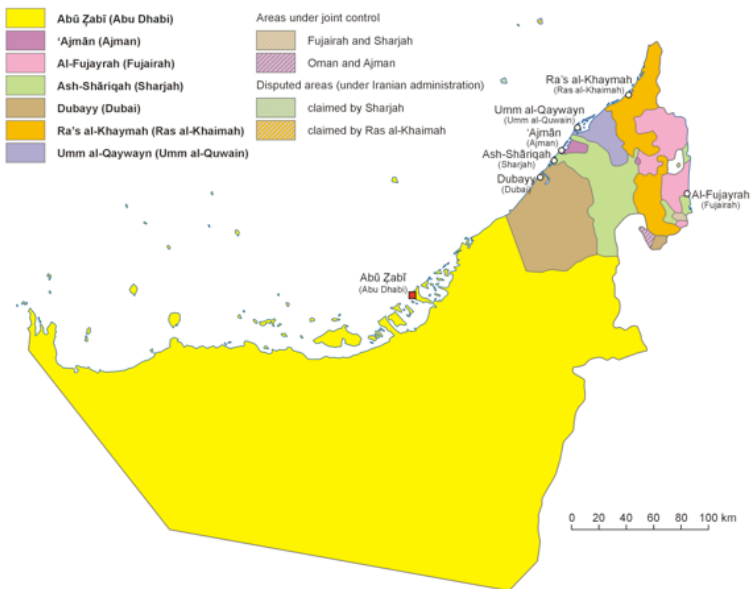 Abū Ẓabī (Abu Dhabi)
‘Ajmān (Ajman)
Al-Fujayrah (Fujairah)
Ash-Shāriqah (Sharjah)
Dubayy (Dubai)
Ra's al-Khaymah (Ras al-Khaimah)
Umm al-Qaywayn (Umm al-Quwain)
Areas under joint control
Fujairah and Sharjah
Oman and Ajman
Disputed areas (under Iranian administration)
claimed by Sharjah
claimed by Ras al-Khaimah
Ra's al-Khaymah
(Ras al-Khaimah)
Umm al-Qaywayn
(Umm al-Quwain)
‘Ajmān
(Ajman)
Ash-Shāriqah
(Sharjah)
Dubayy
(Dubai)
Al-Fujayrah
(Fujairah)
Abū Ẓabī
(Abu Dhabi)
0 20 40 60 80 100 km